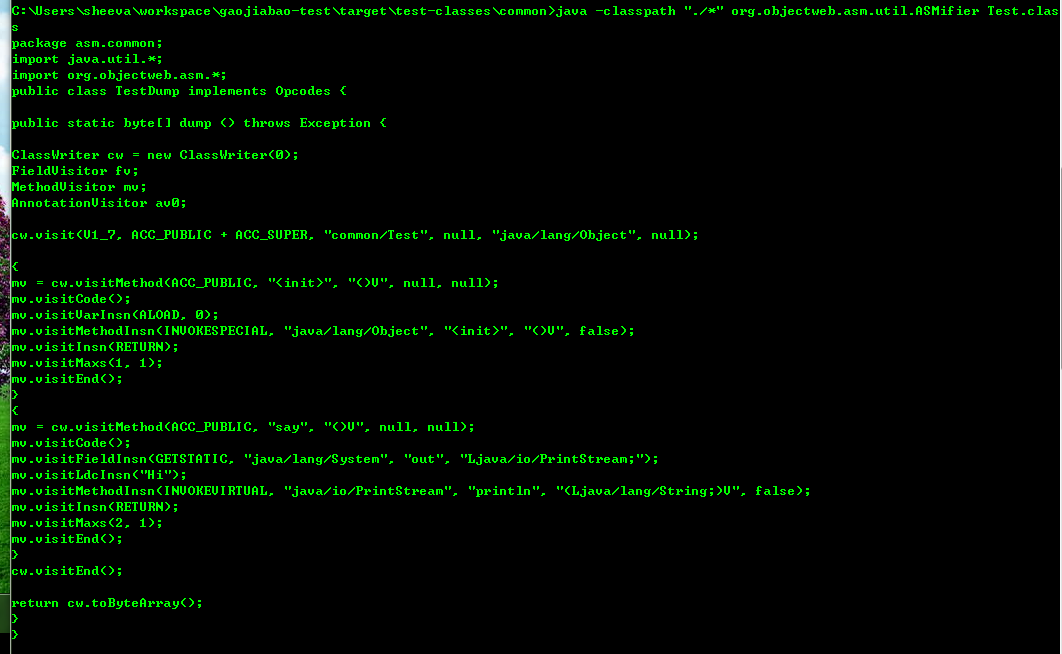 C:\Users\sheeva\workspace\gaojiabao-test\target\test-classes\common>java -classpath "./*" org.objectweb.asm.util.ASMifier Test.clas
s
package asm.common;
import java.util.*;
import org.objectweb.asm.*;
public class TestDump implements Opcodes {
public static byte[] dump () throws Exception {
ClassWriter cw = new ClassWriter(0);
FieldVisitor fv;
MethodVisitor mv;
AnnotationVisitor av0;
cw.visit(V1_7, ACC_PUBLIC + ACC_SUPER, "common/Test", null, "java/lang/Object", null);
{
mv = cw.visitMethod(ACC_PUBLIC, "<init>", "()V", null, null);
mv.visitCode();
mv.visitVarInsn(ALOAD, 0);
mv.visitMethodInsn(INVOKESPECIAL, "java/lang/Object", "<init>", "()V", false);
mv.visitInsn(RETURN);
mv.visitMaxs(1, 1);
mv.visitEnd();
}
{
mv = cw.visitMethod(ACC_PUBLIC, "say", "()V", null, null);
mv.visitCode();
mv.visitFieldInsn(GETSTATIC, "java/lang/System", "out", "Ljava/io/PrintStream;");
mv.visitLdcInsn("Hi");
mv.visitMethodInsn(INVOKEVIRTUAL, "java/io/PrintStream", "println", "(Ljava/lang/String;)V", false);
mv.visitInsn(RETURN);
mv.visitMaxs(2, 1);
mv.visitEnd();
}
cw.visitEnd();
return cw.toByteArray();
}
}